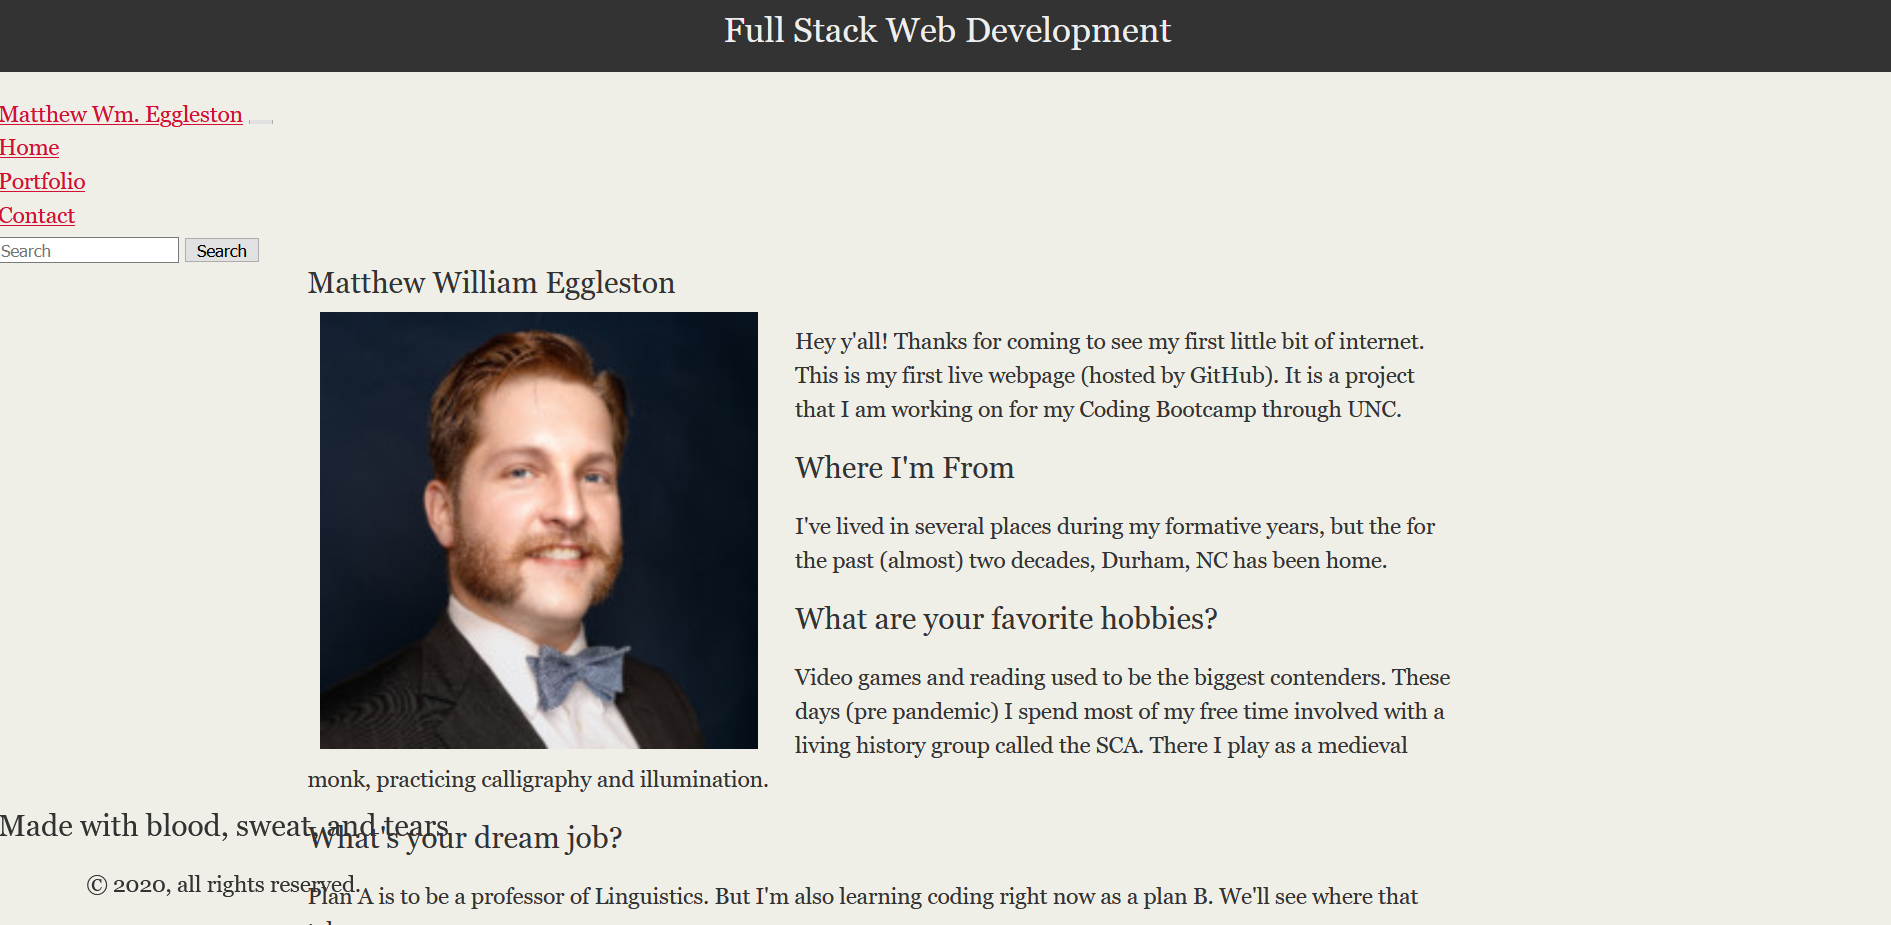 Full Stack Web Development
Matthew Wm. Eggleston
Home
Portfolio
Contact
Search Search
Matthew William Eggleston
Hey y'all! Thanks for coming to see my first little bit of internet.
This is my first live webpage (hosted by GitHub). It is a project
that I am working on for my Coding Bootcamp through UNC.
Where I'm From
I've lived in several places during my formative years, but the for
the past (almost) two decades, Durham, NC has been home.
What are your favorite hobbies?
Video games and reading used to be the biggest contenders. These
days (pre pandemic) I spend most of my free time involved with a
living history group called the SCA. There I play as a medieval
monk, practicing calligraphy and illumination.
Made with blood, sweat, and tears
What's your dream job?
© 2020, all rights reserved.
Plan A is to be a professor of Linguistics. But I'm also learning coding right now as a plan B. We'll see where that